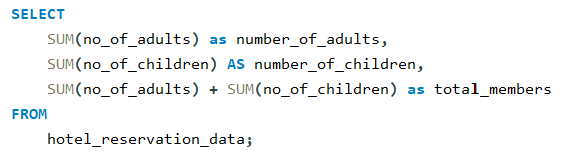 SELECT
SUM(no_of_adults) as number_of_adults,
SUM(no_of_children) AS number_of_children,
SUM(no_of_adults) + SUM(no_of_children) as total_members
FROM
hotel_reservation_data;